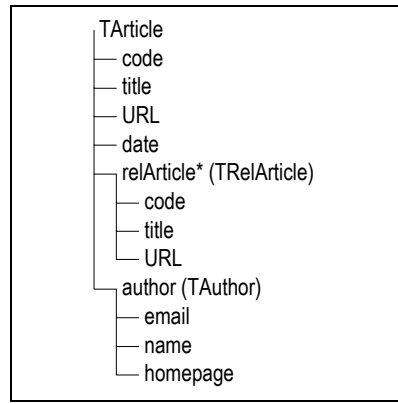 TArticle
code
title
URL
date
relArticle* (TRelArticle)
code
title
URL
author (TAuthor)
email
name
homepage